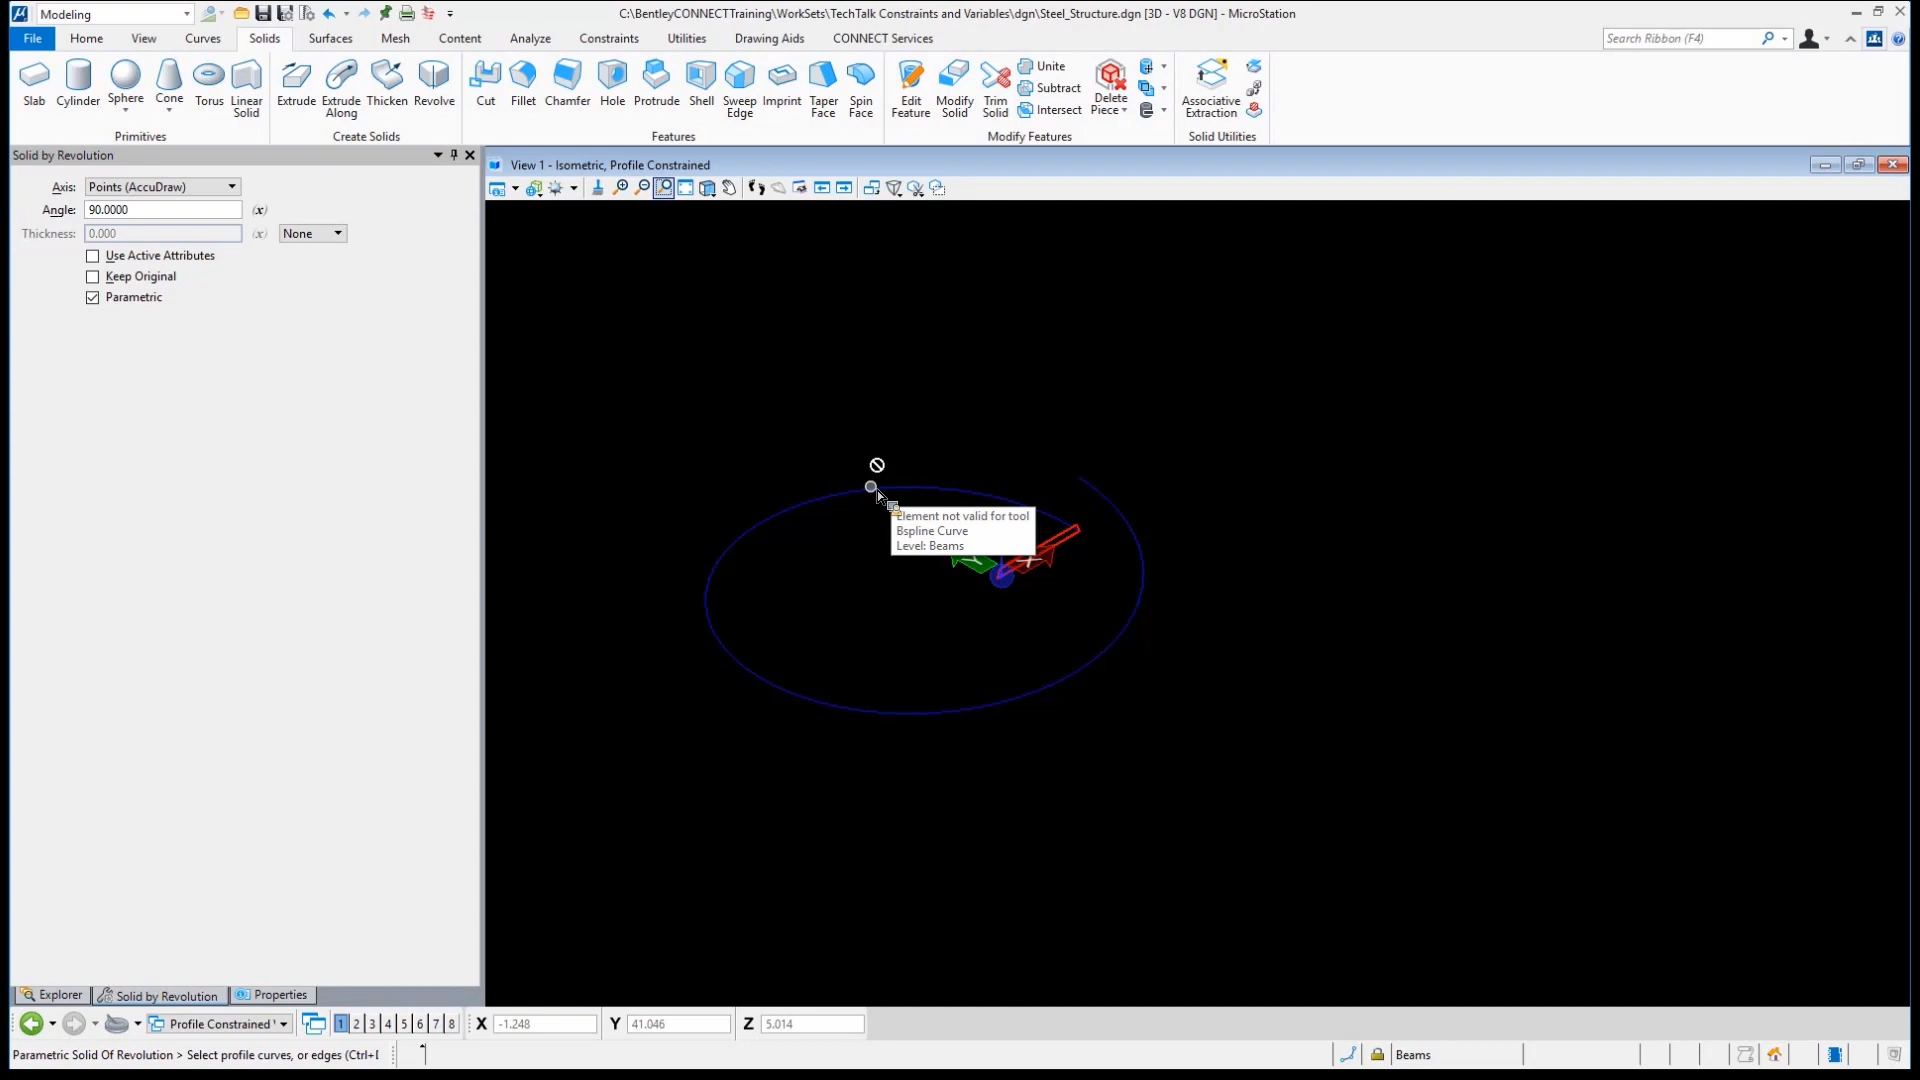 Modeling
C:\BentleyCONNECTTraining\WorkSets\TechTalk Constraints and Variables\dgn\Steel_Structure.dgn [3D - V8 DGN] - MicroStation
File Home View Curves Solids Surfaces Mesh Content Analyze Constraints Utilities Drawing Aids CONNECT Services
Search Ribbon (F4)
Slab Cylinder Sphere Cone Torus Linear Solid
Extrude Extrude Along Thicken Revolve
Cut Fillet Chamfer Hole Protrude Shell Sweep Edge Imprint Taper Face Spin Face
Edit Feature Modify Solid Trim Solid
Unite
Subtract
Intersect
Delete Piece
Associative Extraction
Primitives Create Solids Features Modify Features Solid Utilities
Solid by Revolution
View 1 - Isometric, Profile Constrained
Axis: Points (AccuDraw)
Angle: 90.0000 (x)
Thickness: 0.000 (x) None
Use Active Attributes
Keep Original
Parametric
Element not valid for tool
Bspline Curve
Level: Beams
Y X
Explorer Solid by Revolution Properties
Profile Constrained 1 2 3 4 5 6 7 8 X -1.248 Y 41.046 Z 5.014
Parametric Solid Of Revolution > Select profile curves, or edges (Ctrl+ Beams